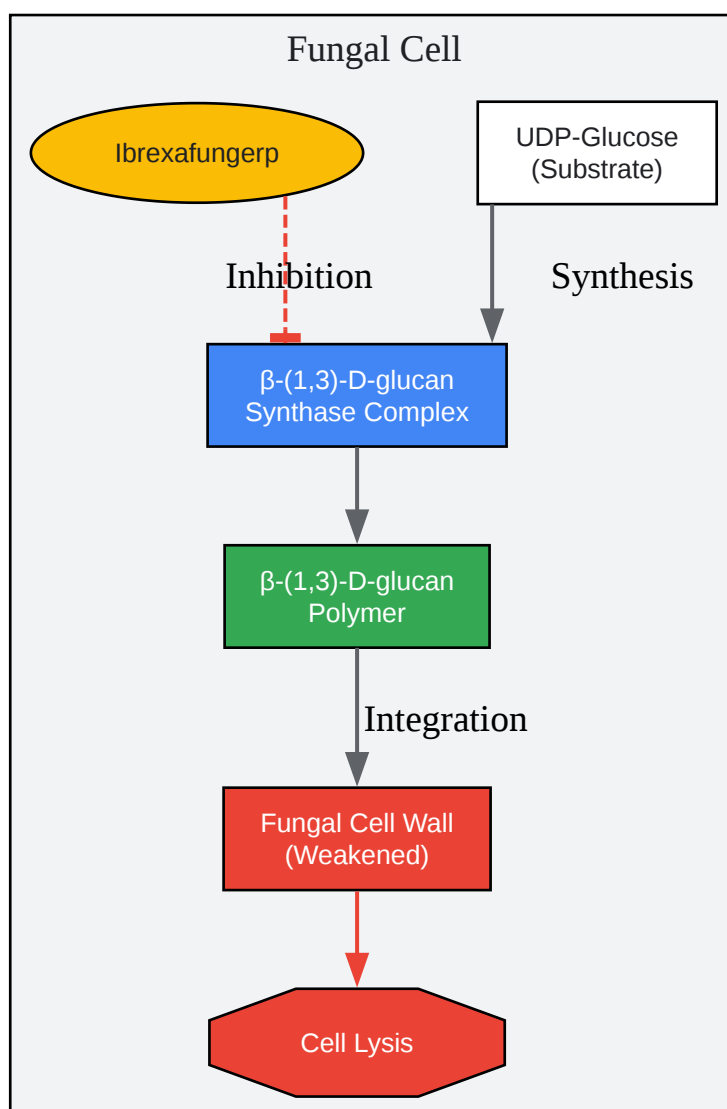 Fungal Cell
Ibrexafungerp
UDP-Glucose
(Substrate)
Inhibition
Synthesis
β-(1,3)-D-glucan
Synthase Complex
β-(1,3)-D-glucan
Polymer
Integration
Fungal Cell Wall
(Weakened)
Cell Lysis